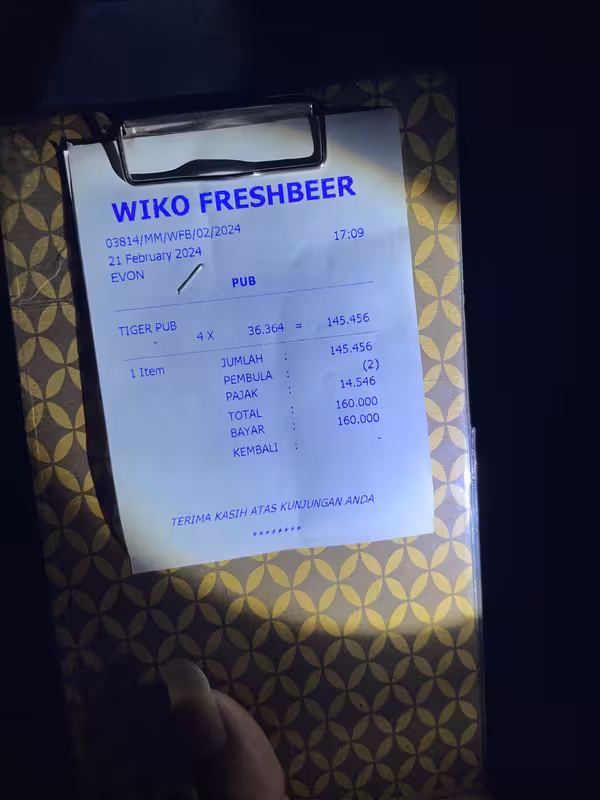 WIKO FRESHBEER
03814/MM/WFB/02/2024
21 February 2024 17:09
EVON
PUB
TIGER PUB
- 4 X 36.364 = 145.456
1 Item JUMLAH : 145.456
PEMBULA : (2)
PAJAK : 14.546
TOTAL : 160.000
BAYAR : 160.000
KEMBALI : -
TERIMA KASIH ATAS KUNJUNGAN ANDA
********